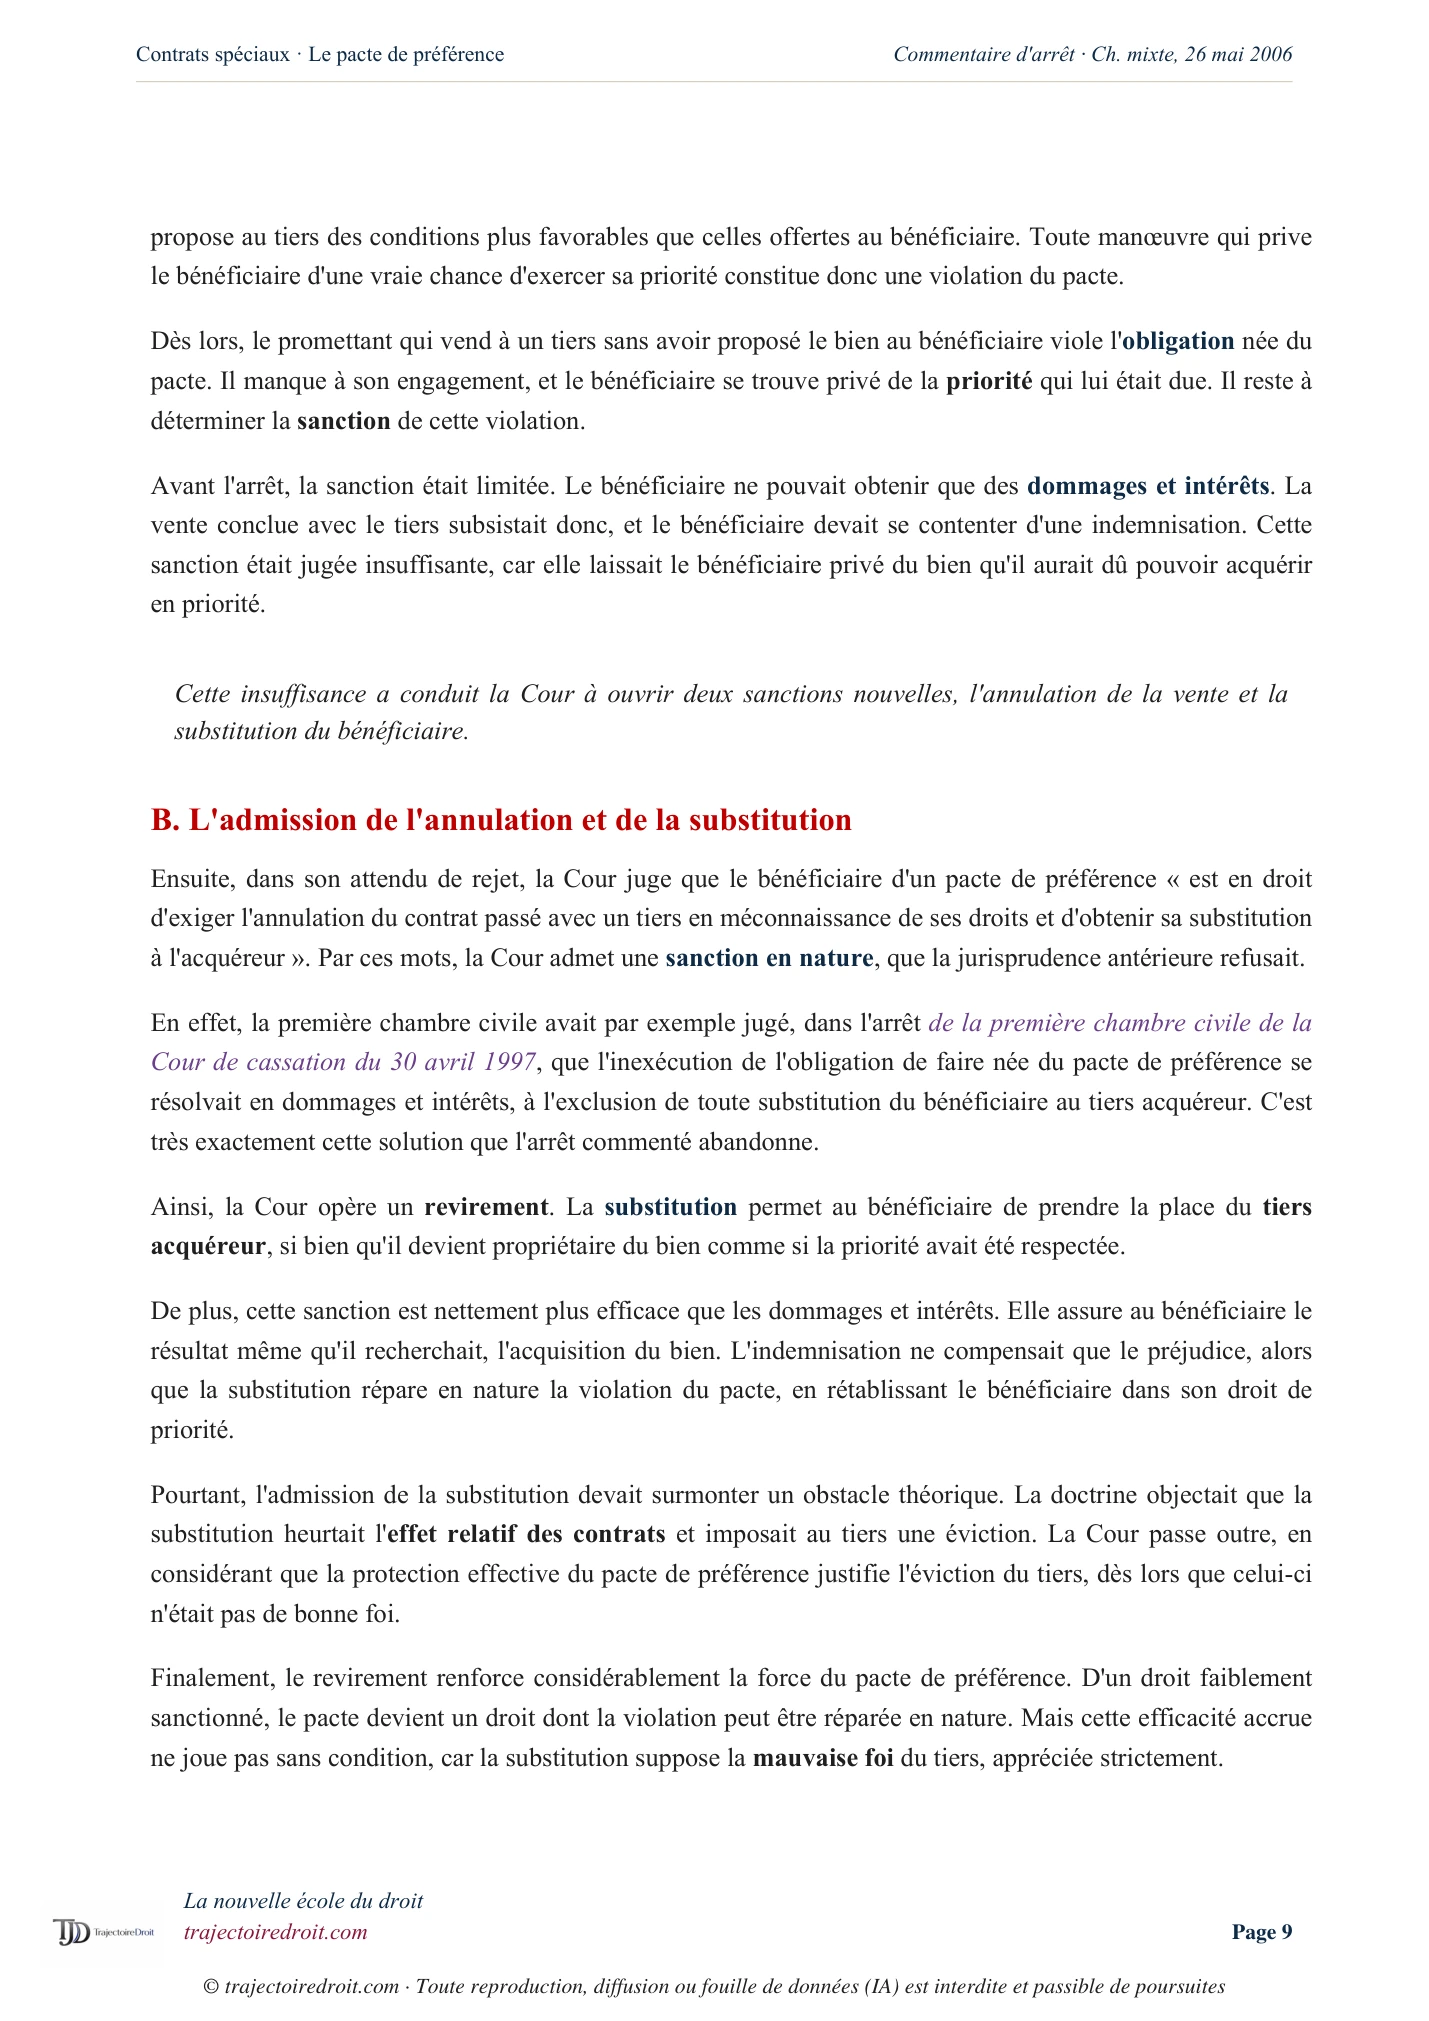 Contrats spéciaux · Le pacte de préférence
Commentaire d'arrêt · Ch. mixte, 26 mai 2006
propose au tiers des conditions plus favorables que celles offertes au bénéficiaire. Toute manœuvre qui prive
le bénéficiaire d'une vraie chance d'exercer sa priorité constitue donc une violation du pacte.
Dès lors, le promettant qui vend à un tiers sans avoir proposé le bien au bénéficiaire viole l'obligation née du
pacte. Il manque à son engagement, et le bénéficiaire se trouve privé de la priorité qui lui était due. Il reste à
déterminer la sanction de cette violation.
Avant l'arrêt, la sanction était limitée. Le bénéficiaire ne pouvait obtenir que des dommages et intérêts. La
vente conclue avec le tiers subsistait donc, et le bénéficiaire devait se contenter d'une indemnisation. Cette
sanction était jugée insuffisante, car elle laissait le bénéficiaire privé du bien qu'il aurait dû pouvoir acquérir
en priorité.
Cette insuffisance a conduit la Cour à ouvrir deux sanctions nouvelles, l'annulation de la vente et la
substitution du bénéficiaire.
B. L'admission de l'annulation et de la substitution
Ensuite, dans son attendu de rejet, la Cour juge que le bénéficiaire d'un pacte de préférence « est en droit
d'exiger l'annulation du contrat passé avec un tiers en méconnaissance de ses droits et d'obtenir sa substitution
à l'acquéreur ». Par ces mots, la Cour admet une sanction en nature, que la jurisprudence antérieure refusait.
En effet, la première chambre civile avait par exemple jugé, dans l'arrêt de la première chambre civile de la
Cour de cassation du 30 avril 1997, que l'inexécution de l'obligation de faire née du pacte de préférence se
résolvait en dommages et intérêts, à l'exclusion de toute substitution du bénéficiaire au tiers acquéreur. C'est
très exactement cette solution que l'arrêt commenté abandonne.
Ainsi, la Cour opère un revirement. La substitution permet au bénéficiaire de prendre la place du tiers
acquéreur, si bien qu'il devient propriétaire du bien comme si la priorité avait été respectée.
De plus, cette sanction est nettement plus efficace que les dommages et intérêts. Elle assure au bénéficiaire le
résultat même qu'il recherchait, l'acquisition du bien. L'indemnisation ne compensait que le préjudice, alors
que la substitution répare en nature la violation du pacte, en rétablissant le bénéficiaire dans son droit de
priorité.
Pourtant, l'admission de la substitution devait surmonter un obstacle théorique. La doctrine objectait que la
substitution heurtait l'effet relatif des contrats et imposait au tiers une éviction. La Cour passe outre, en
considérant que la protection effective du pacte de préférence justifie l'éviction du tiers, dès lors que celui-ci
n'était pas de bonne foi.
Finalement, le revirement renforce considérablement la force du pacte de préférence. D'un droit faiblement
sanctionné, le pacte devient un droit dont la violation peut être réparée en nature. Mais cette efficacité accrue
ne joue pas sans condition, car la substitution suppose la mauvaise foi du tiers, appréciée strictement.
La nouvelle école du droit
TJD TrajectoireDroit
trajectoiredroit.com
Page 9
© trajectoiredroit.com · Toute reproduction, diffusion ou fouille de données (IA) est interdite et passible de poursuites